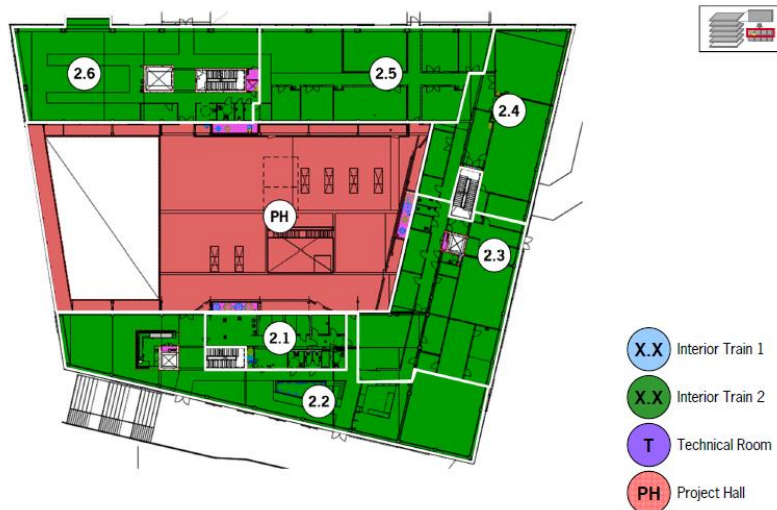 2.6
2.5
2.4
PH
2.3
2.1
2.2
X.X Interior Train 1
X.X Interior Train 2
T Technical Room
PH Project Hall